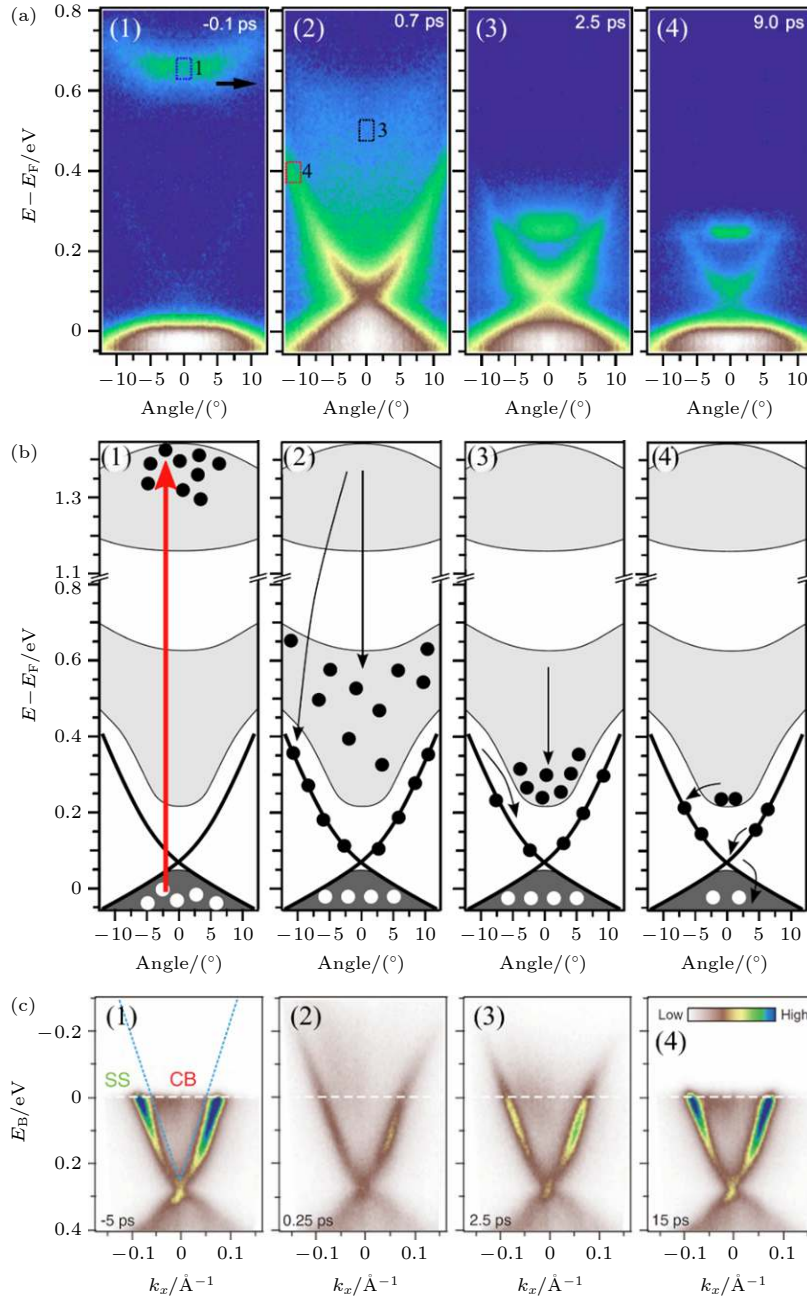 (a)
(1) -0.1 ps
(2) 0.7 ps
(3) 2.5 ps
(4) 9.0 ps
0.8
0.6
0.4
0.2
0
E−E_F/eV
1
3
4
−10 −5 0 5 10
−10 −5 0 5 10
−10 −5 0 5 10
−10 −5 0 5 10
Angle/(°)
Angle/(°)
Angle/(°)
Angle/(°)
(b)
(1)
(2)
(3)
(4)
1.3
1.1
0.8
0.6
0.4
0.2
0
E−E_F/eV
−10 −5 0 5 10
−10 −5 0 5 10
−10 −5 0 5 10
−10 −5 0 5 10
Angle/(°)
Angle/(°)
Angle/(°)
Angle/(°)
(c)
(1)
(2)
(3)
(4)
Low High
−0.2
0
0.2
0.4
E_B/eV
SS CB
-5 ps
0.25 ps
2.5 ps
15 ps
−0.1 0 0.1
−0.1 0 0.1
−0.1 0 0.1
−0.1 0 0.1
k_x/Å⁻¹
k_x/Å⁻¹
k_x/Å⁻¹
k_x/Å⁻¹